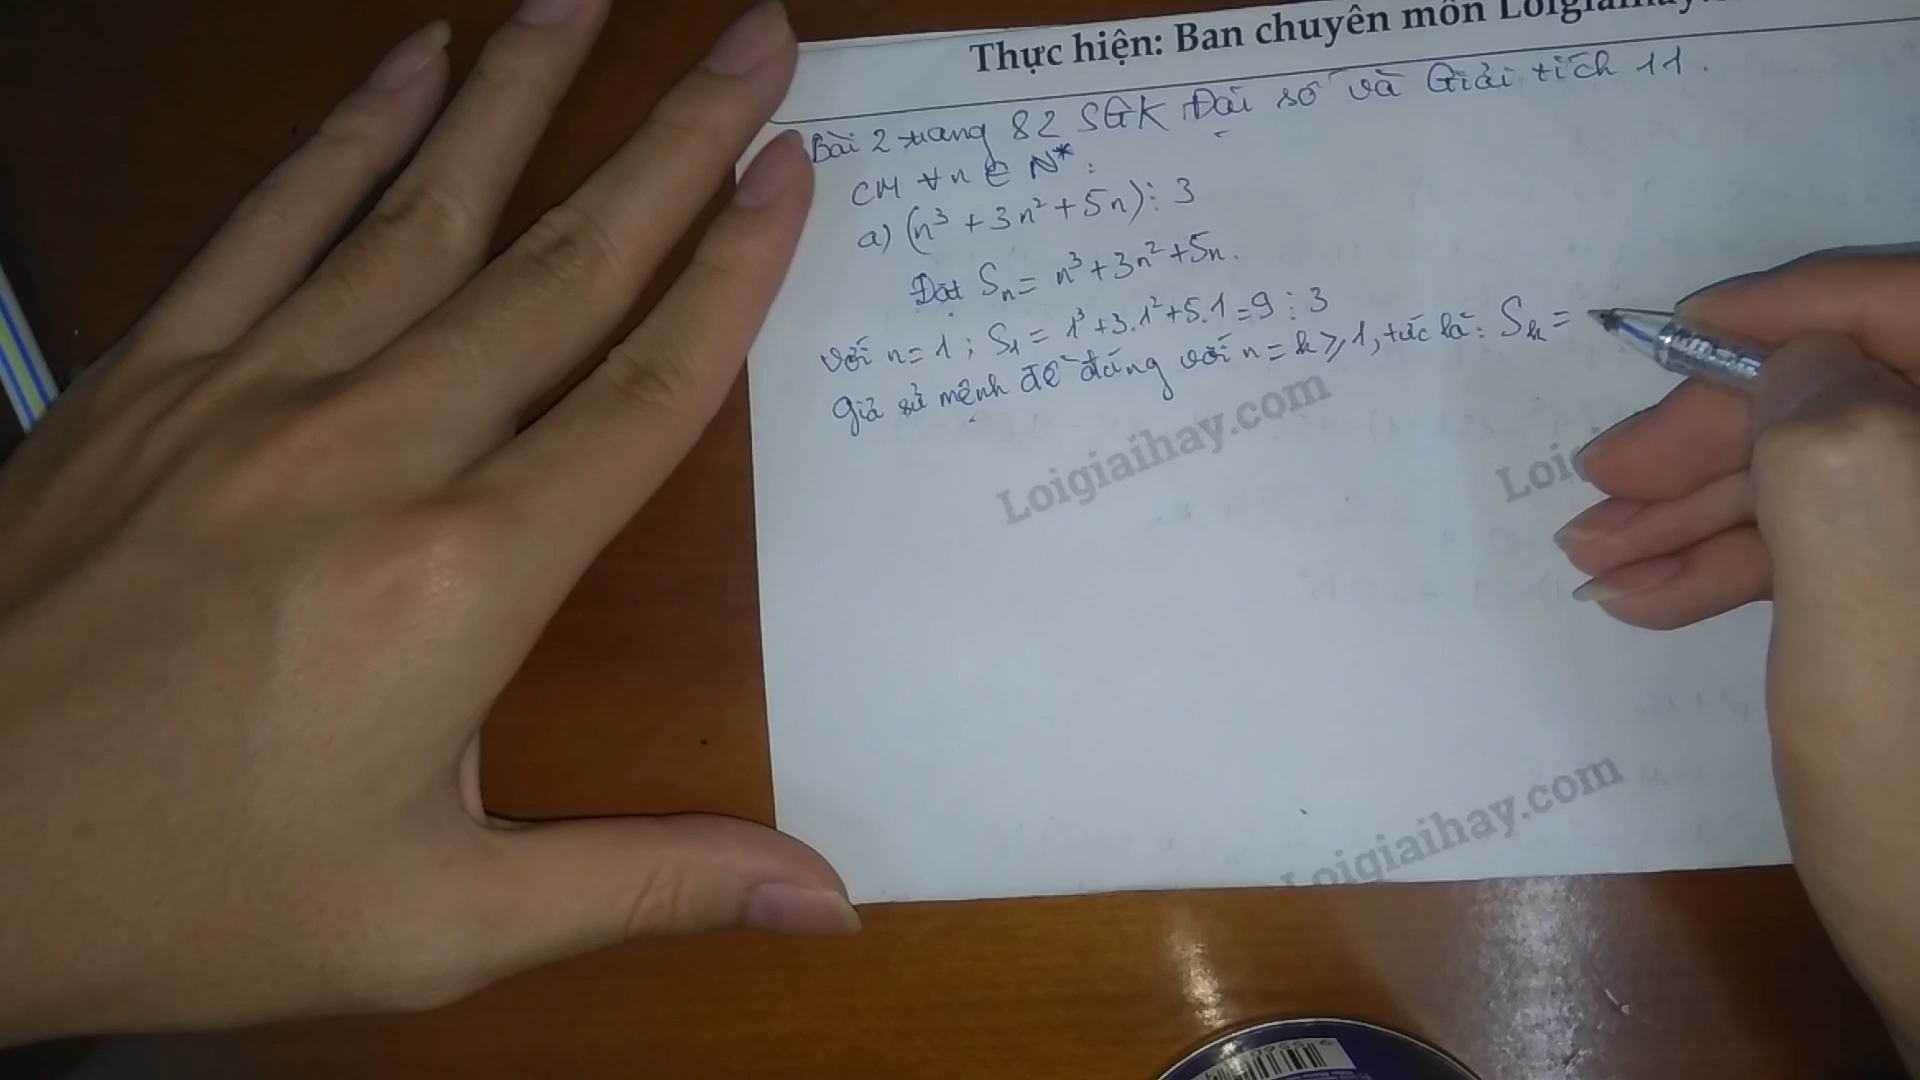 Thực hiện: Ban chuyên môn Loigiaihay
Bài 2 trang 82 SGK Đại số và Giải tích 11.
CM ∀n ∈ N*:
a) (n³ + 3n² + 5n) ⋮ 3
Đặt Sₙ = n³ + 3n² + 5n.
Với n = 1 ; S₁ = 1³ + 3.1² + 5.1 = 9 ⋮ 3
Giả sử mệnh đề đúng với n = k ≥ 1, tức là: Sₖ =
Loigiaihay.com
Loigiaihay.com